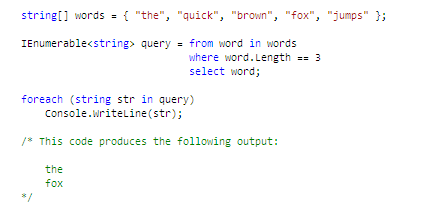 string[] words = { "the", "quick", "brown", "fox", "jumps" };
IEnumerable<string> query = from word in words
where word.Length == 3
select word;
foreach (string str in query)
Console.WriteLine(str);
/* This code produces the following output:
the
fox
*/